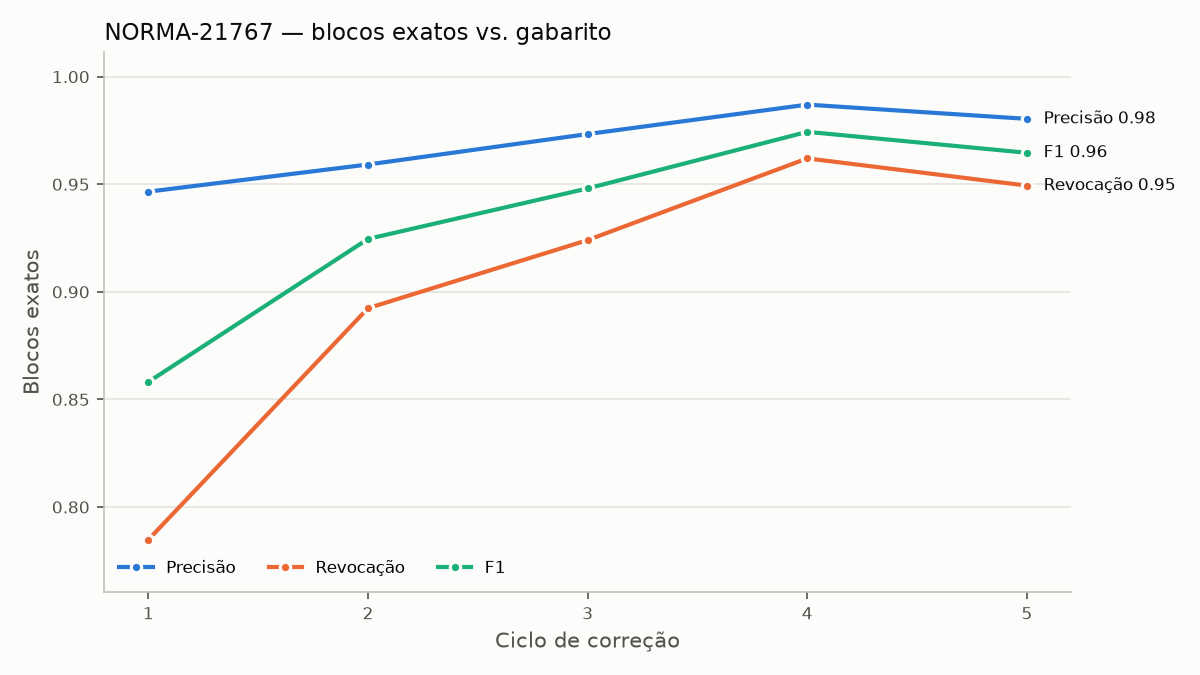 NORMA-21767 — blocos exatos vs. gabarito
Blocos exatos
1.00
0.95
0.90
0.85
0.80
Precisão 0.98
F1 0.96
Revocação 0.95
Precisão Revocação F1
1 2 3 4 5
Ciclo de correção